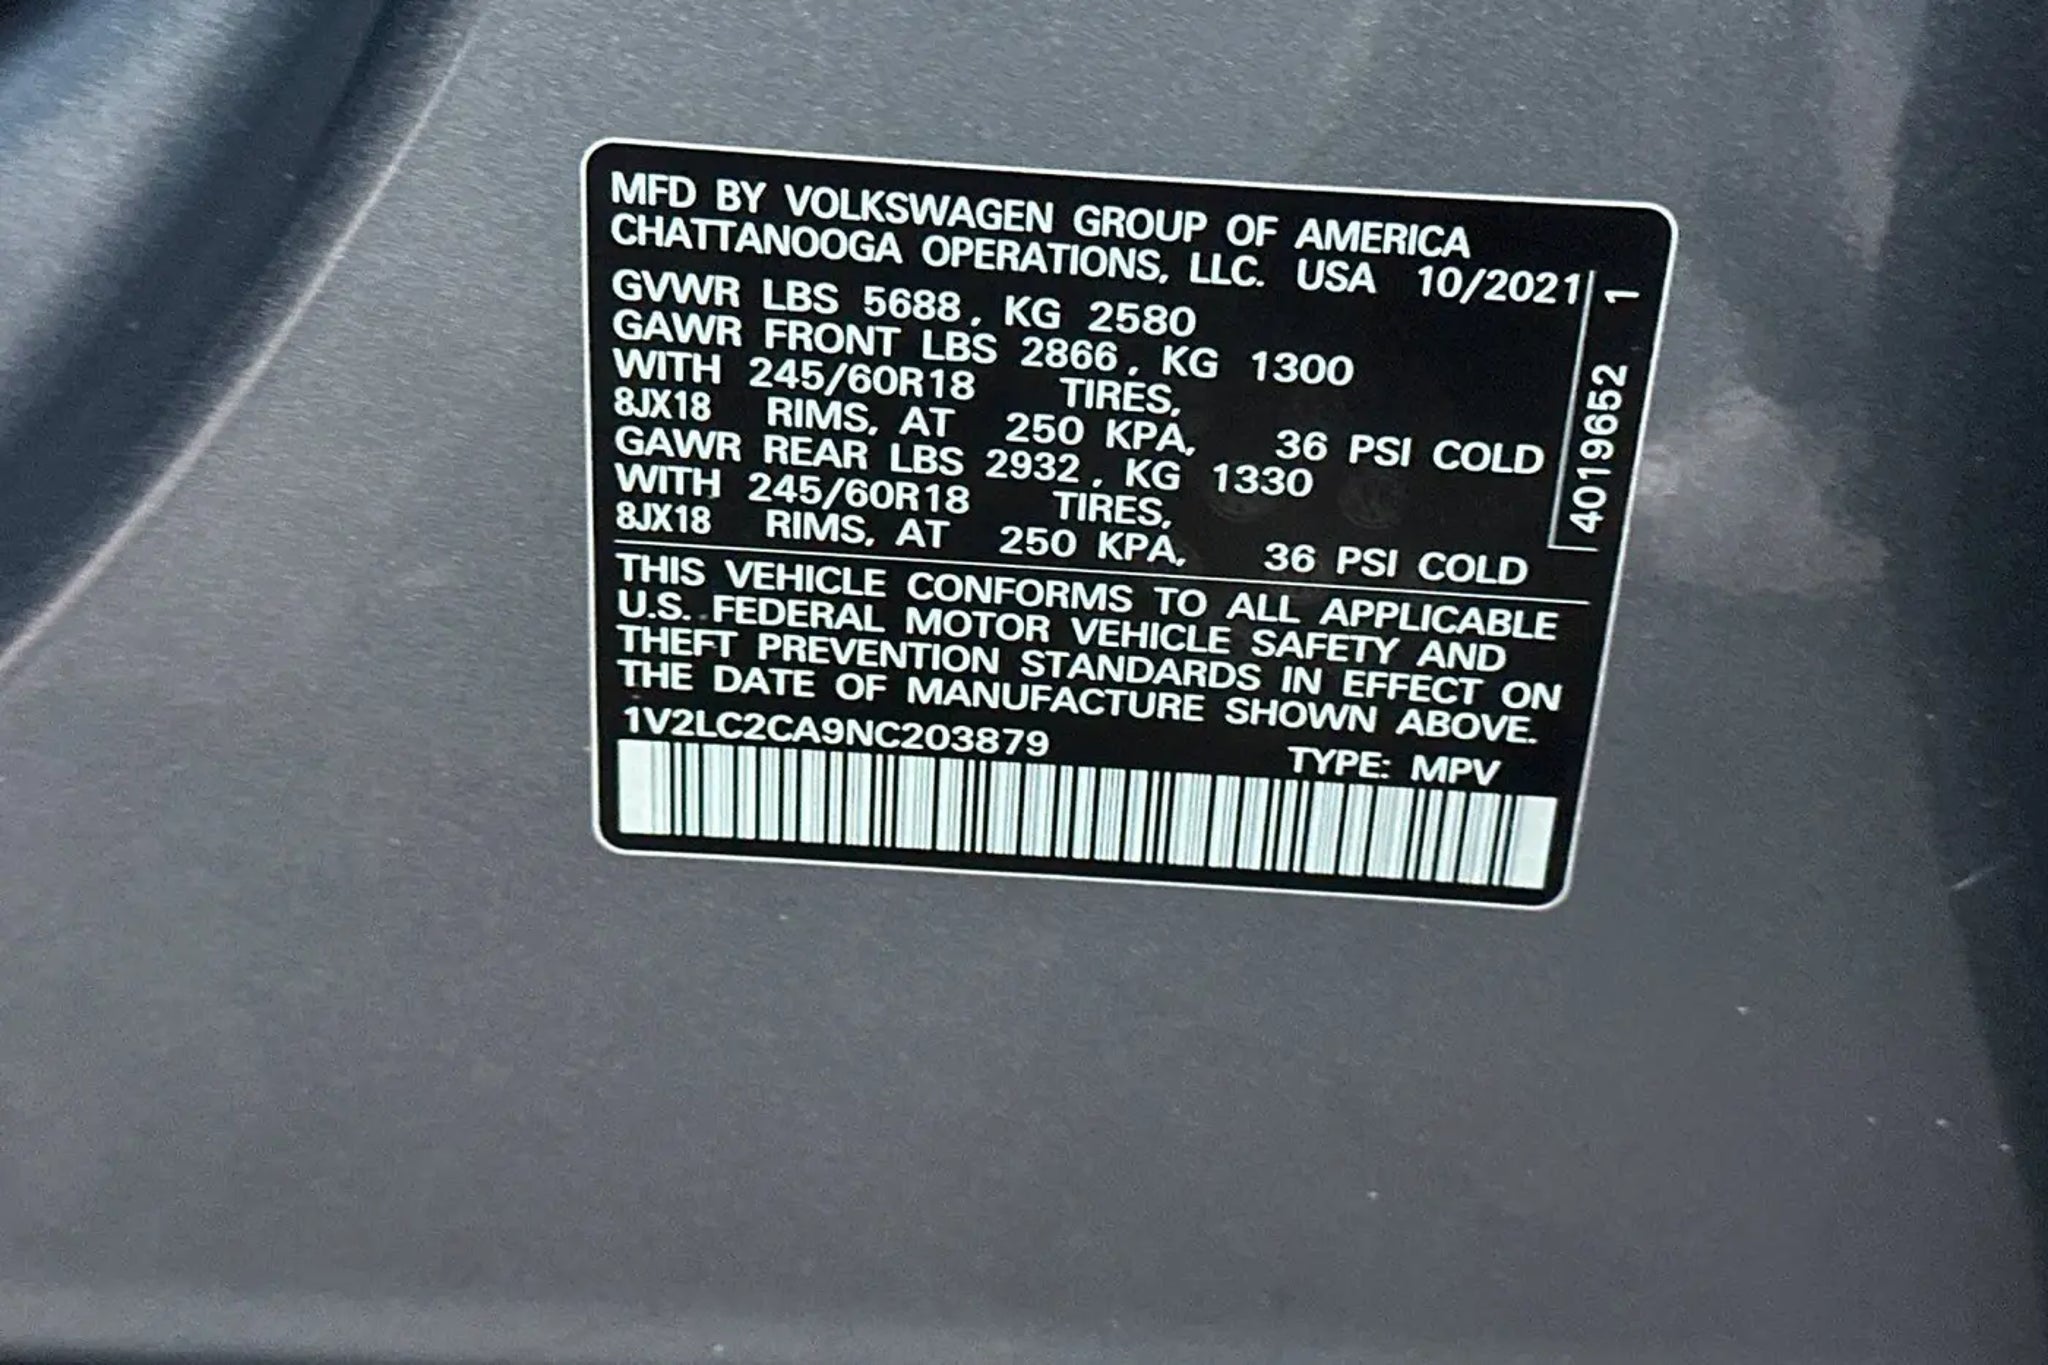 MFD BY VOLKSWAGEN GROUP OF AMERICA
CHATTANOOGA OPERATIONS, LLC. USA 10/2021
GVWR LBS 5688, KG 2580
GAWR FRONT LBS 2866, KG 1300
WITH 245/60R18 TIRES,
8JX18 RIMS, AT 250 KPA, 36 PSI COLD
GAWR REAR LBS 2932, KG 1330
WITH 245/60R18 TIRES,
8JX18 RIMS, AT 250 KPA, 36 PSI COLD
THIS VEHICLE CONFORMS TO ALL APPLICABLE
U.S. FEDERAL MOTOR VEHICLE SAFETY AND
THEFT PREVENTION STANDARDS IN EFFECT ON
THE DATE OF MANUFACTURE SHOWN ABOVE.
1V2LC2CA9NC203879 TYPE: MPV
4019652 1